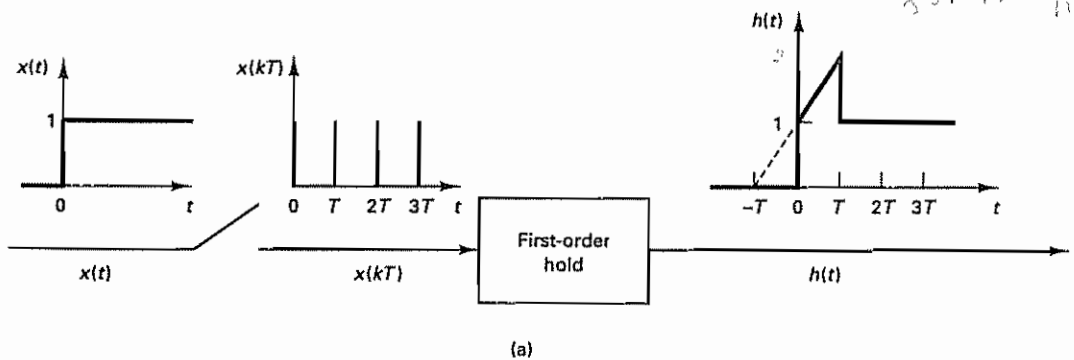 h(t)
x(t)
x(kT)
1
1
0 t
0 T 2T 3T t
-T 0 T 2T 3T t
First-order
hold
x(t)
x(kT)
h(t)
(a)